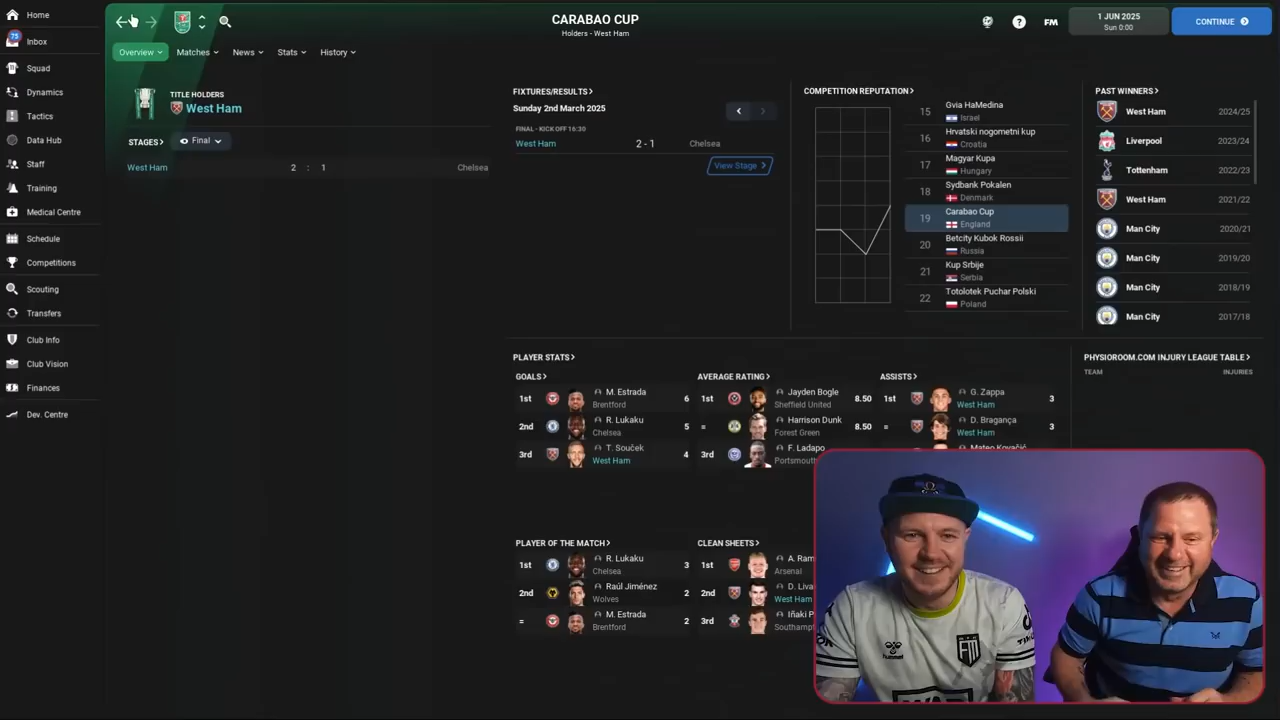 Home
75
Inbox
Squad
Dynamics
Tactics
Data Hub
Staff
Training
Medical Centre
Schedule
Competitions
Scouting
Transfers
Club Info
Club Vision
Finances
Dev. Centre
CARABAO CUP
Holders - West Ham
FM
1 JUN 2025
Sun 0:00
CONTINUE
Overview
Matches
News
Stats
History
TITLE HOLDERS
West Ham
STAGES
Final
West Ham 2 : 1 Chelsea
FIXTURES/RESULTS
Sunday 2nd March 2025
FINAL - KICK OFF 16:30
West Ham 2 - 1 Chelsea
View Stage
COMPETITION REPUTATION
15 Gvia HaMedina
Israel
16 Hrvatski nogometni kup
Croatia
17 Magyar Kupa
Hungary
18 Sydbank Pokalen
Denmark
19 Carabao Cup
England
20 Betcity Kubok Rossii
Russia
21 Kup Srbije
Serbia
22 Totolotek Puchar Polski
Poland
PAST WINNERS
West Ham 2024/25
Liverpool 2023/24
Tottenham 2022/23
West Ham 2021/22
Man City 2020/21
Man City 2019/20
Man City 2018/19
Man City 2017/18
PLAYER STATS
GOALS
1st M. Estrada 6
Brentford
2nd R. Lukaku 5
Chelsea
3rd T. Souček 4
West Ham
AVERAGE RATING
1st Jayden Bogle 8.50
Sheffield United
= Harrison Dunk 8.50
Forest Green
3rd F. Ladapo
Portsmouth
ASSISTS
1st G. Zappa 3
West Ham
= D. Bragança 3
West Ham
Mateo Kovačić
PHYSIOROOM.COM INJURY LEAGUE TABLE
TEAM INJURIES
PLAYER OF THE MATCH
1st R. Lukaku 3
Chelsea
2nd Raúl Jiménez 2
Wolves
= M. Estrada 2
Brentford
CLEAN SHEETS
1st A. Ram
Arsenal
2nd D. Liva
West Ham
3rd Iñaki P
Southampt
hummel
FM